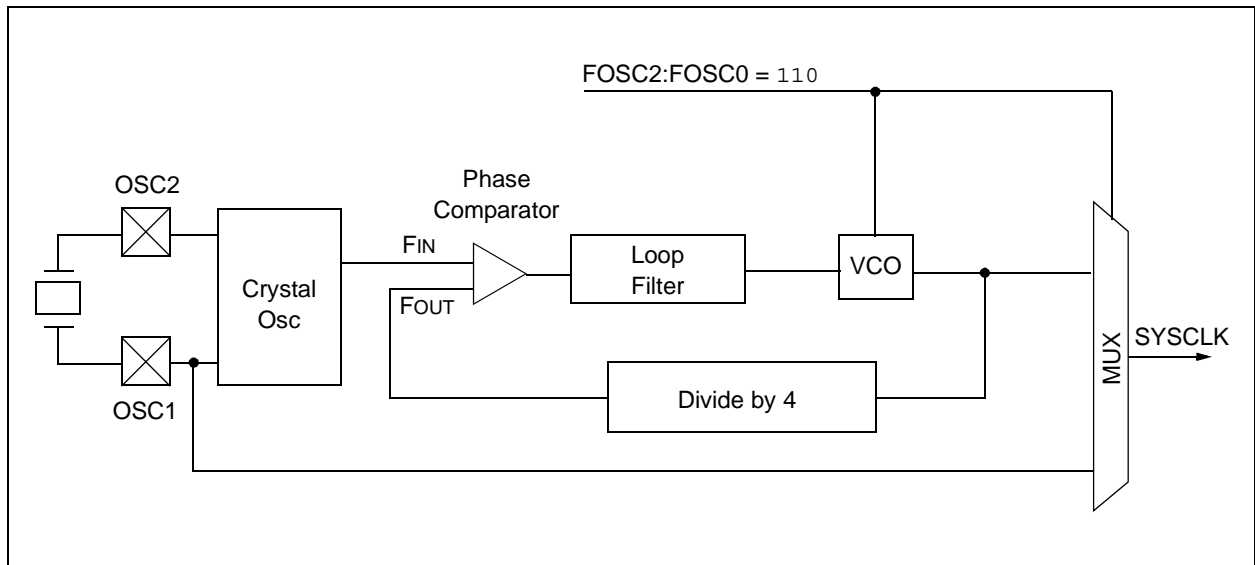 FOSC2:FOSC0 = 110
OSC2
Phase
Comparator
Crystal
Osc
FIN
FOUT
Loop
Filter
VCO
Divide by 4
OSC1
MUX
SYSCLK